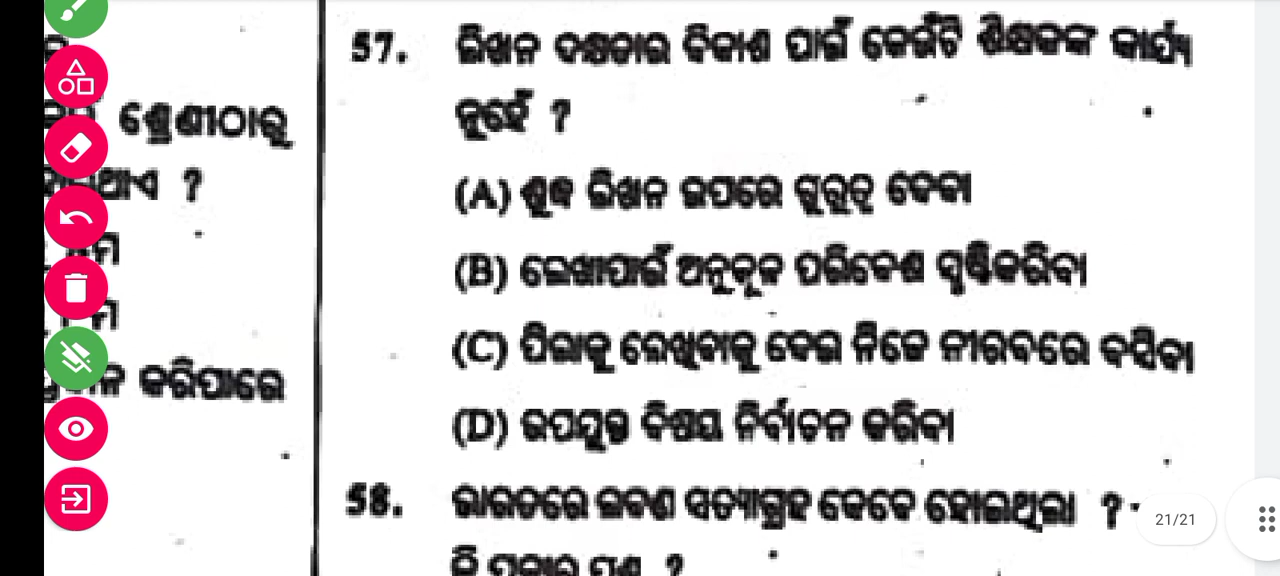 ଶ୍ରେଣୀଠାରୁ
?
କରିପାରେ
57. ଲିଖନ ଦକ୍ଷତାର ବିକାଶ ପାଇଁ କେଉଁଟି ଶିକ୍ଷକଙ୍କ କାର୍ଯ୍ୟ
ନୁହେଁ ?
(A) ଶୁଦ୍ଧ ଲିଖନ ଉପରେ ଗୁରୁତ୍ୱ ଦେବା
(B) ଲେଖାପାଇଁ ଅନୁକୂଳ ପରିବେଶ ସୃଷ୍ଟିକରିବା
(C) ପିଲାକୁ ଲେଖିବାକୁ ଦେଇ ନିଜେ ନୀରବରେ ବସିବା
(D) ଉପଯୁକ୍ତ ବିଷୟ ନିର୍ବାଚନ କରିବା
58. ଭାରତରେ ଲବଣ ସତ୍ୟାଗ୍ରହ କେବେ ହୋଇଥିଲା ?
21/21